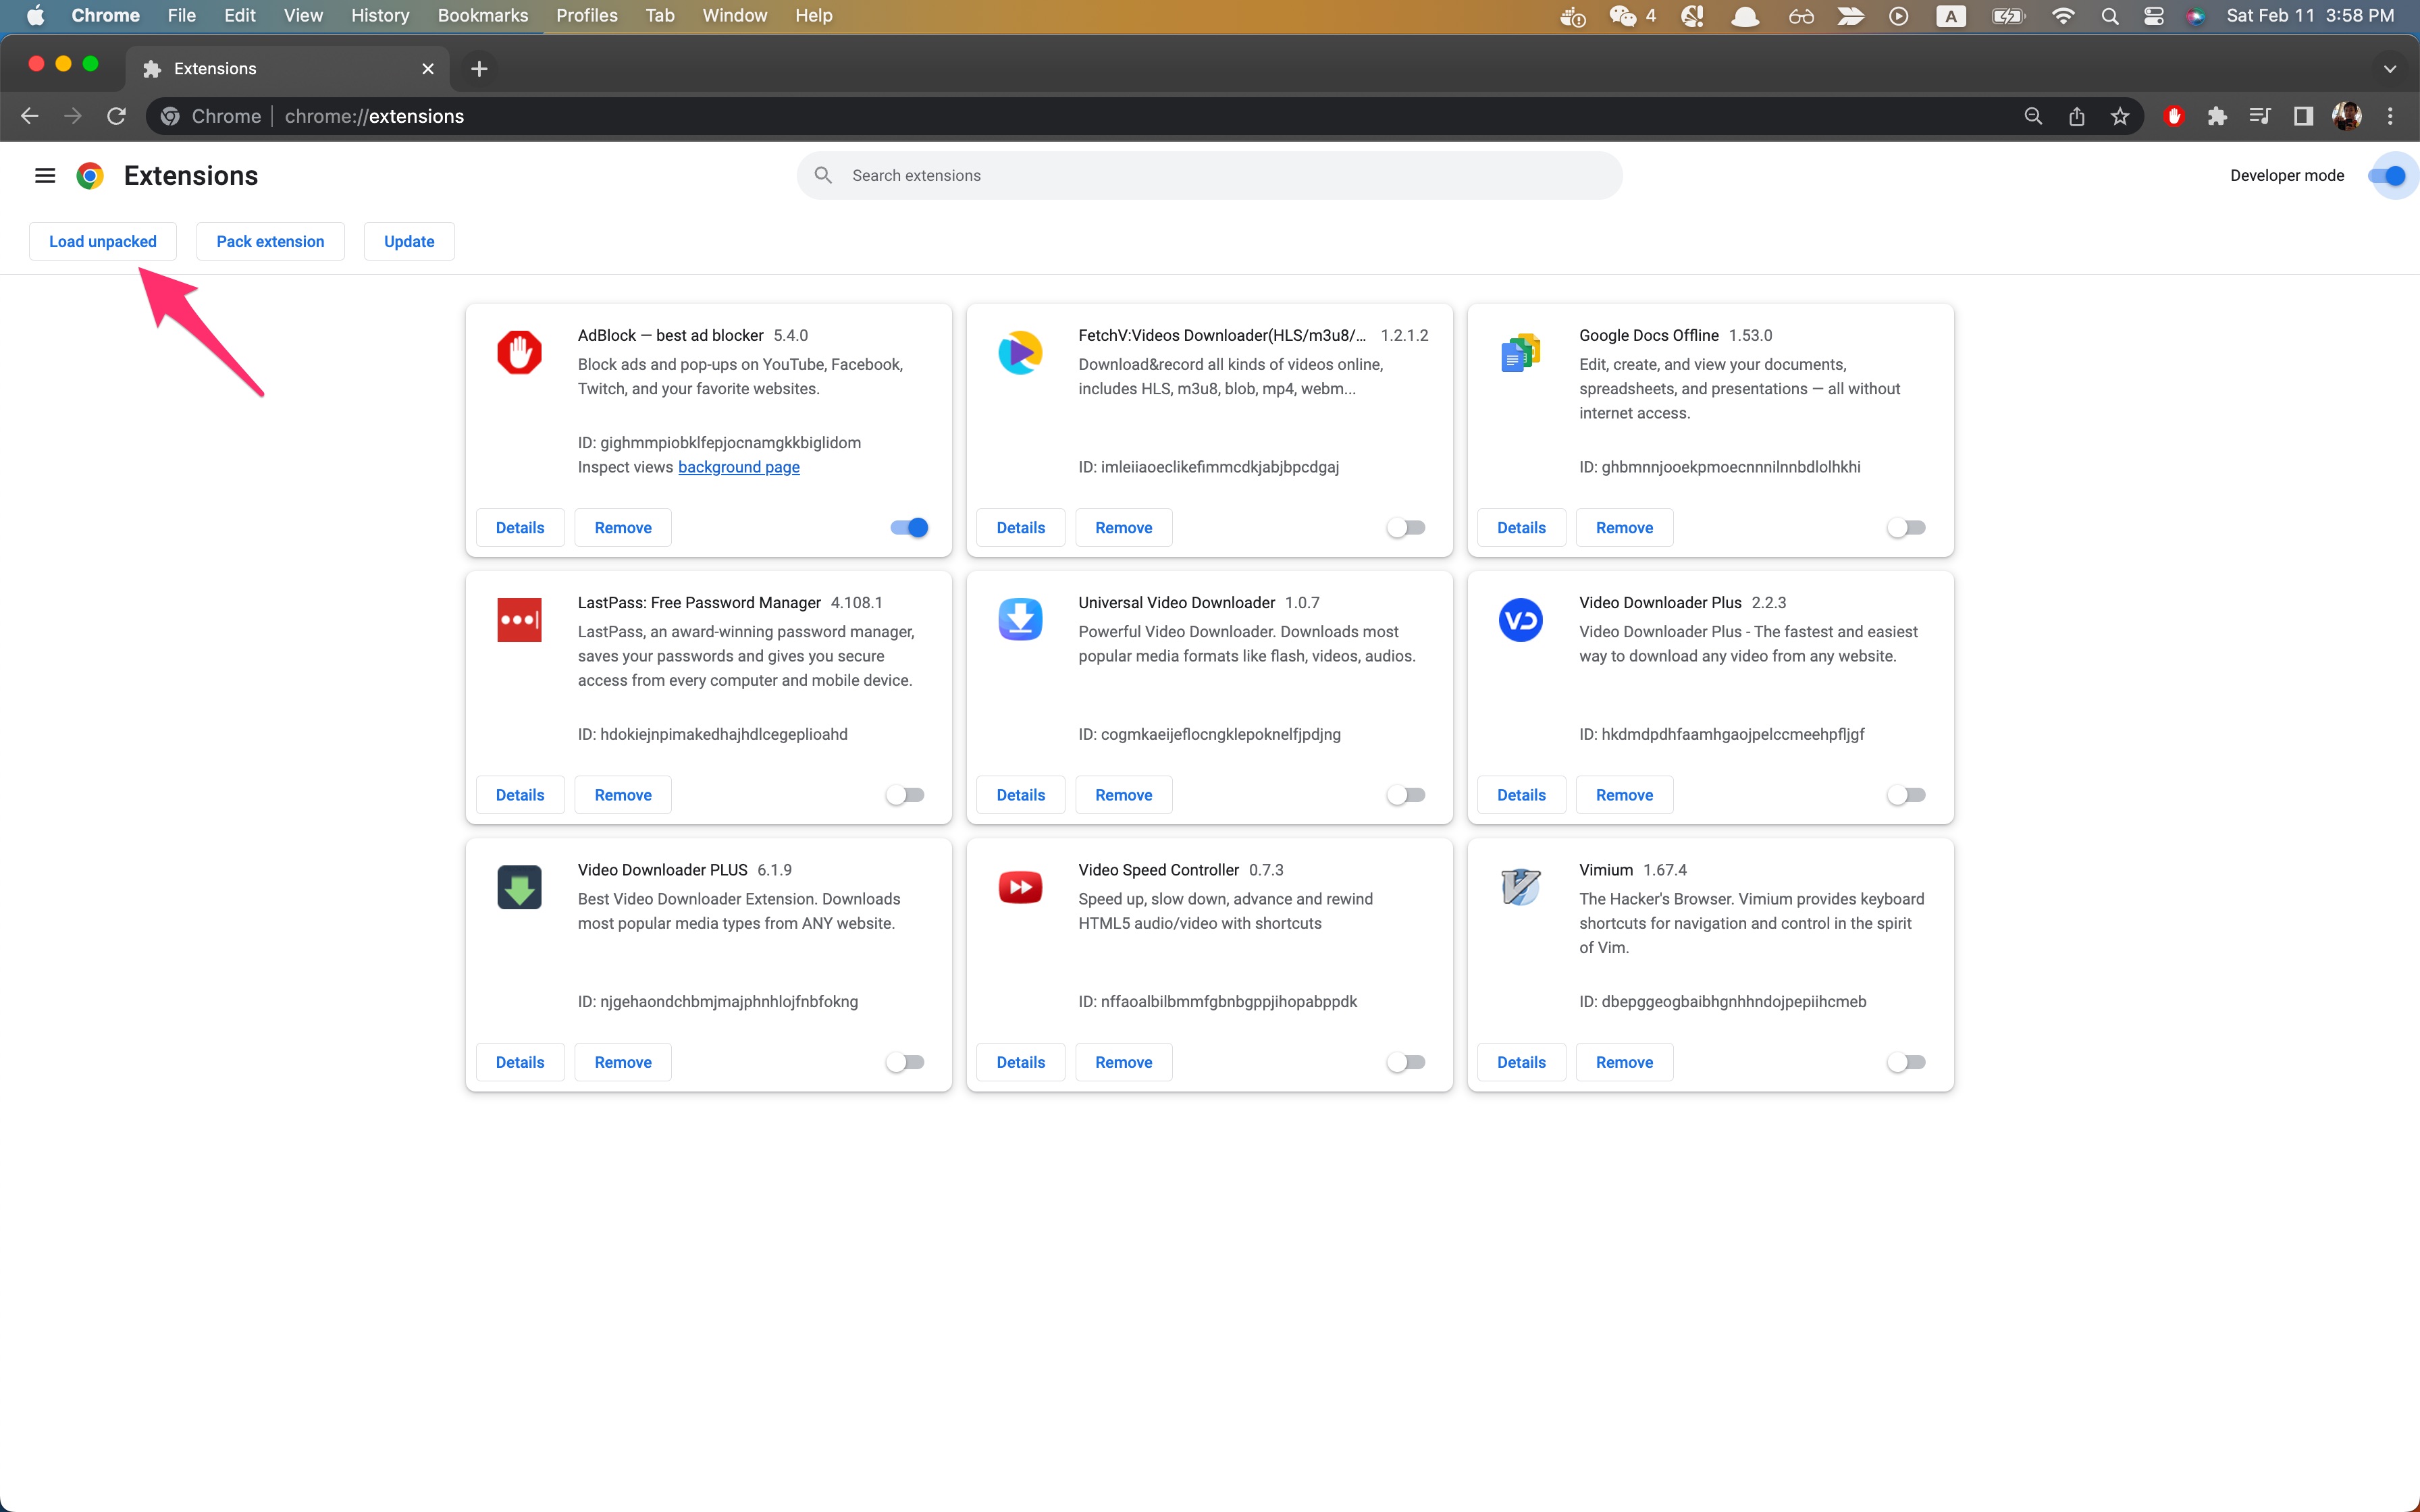 Chrome File Edit View History Bookmarks Profiles Tab Window Help 4 A Sat Feb 11 3:58 PM
Extensions
Chrome | chrome://extensions
Extensions
Search extensions
Developer mode
Load unpacked
Pack extension
Update
AdBlock — best ad blocker 5.4.0
Block ads and pop-ups on YouTube, Facebook,
Twitch, and your favorite websites.
ID: gighmmpiobklfepjocnamgkkbiglidom
Inspect views background page
Details
Remove
FetchV:Videos Downloader(HLS/m3u8/... 1.2.1.2
Download&record all kinds of videos online,
includes HLS, m3u8, blob, mp4, webm...
ID: imleiiaoeclikefimmcdkjabjbpcdgaj
Details
Remove
Google Docs Offline 1.53.0
Edit, create, and view your documents,
spreadsheets, and presentations — all without
internet access.
ID: ghbmnnjooekpmoecnnnilnnbdlolhkhi
Details
Remove
LastPass: Free Password Manager 4.108.1
LastPass, an award-winning password manager,
saves your passwords and gives you secure
access from every computer and mobile device.
ID: hdokiejnpimakedhajhdlcegeplioahd
Details
Remove
Universal Video Downloader 1.0.7
Powerful Video Downloader. Downloads most
popular media formats like flash, videos, audios.
ID: cogmkaeijeflocngklepoknelfjpdjng
Details
Remove
VD
Video Downloader Plus 2.2.3
Video Downloader Plus - The fastest and easiest
way to download any video from any website.
ID: hkdmdpdhfaamhgaojpelccmeehpfljgf
Details
Remove
Video Downloader PLUS 6.1.9
Best Video Downloader Extension. Downloads
most popular media types from ANY website.
ID: njgehaondchbmjmajphnhlojfnbfokng
Details
Remove
Video Speed Controller 0.7.3
Speed up, slow down, advance and rewind
HTML5 audio/video with shortcuts
ID: nffaoalbilbmmfgbnbgppjihopabppdk
Details
Remove
Vimium 1.67.4
The Hacker's Browser. Vimium provides keyboard
shortcuts for navigation and control in the spirit
of Vim.
ID: dbepggeogbaibhgnhhndojpepiihcmeb
Details
Remove